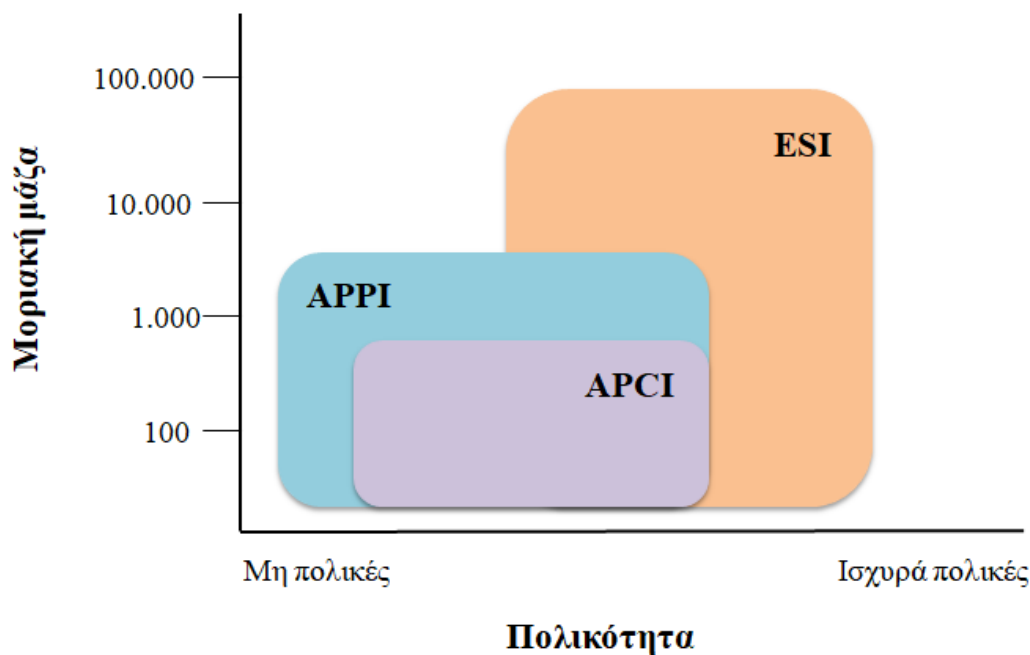 100.000
ESI
10.000
Μοριακή μάζα
APPI
1.000
APCI
100
Μη πολικές
Ισχυρά πολικές
Πολικότητα